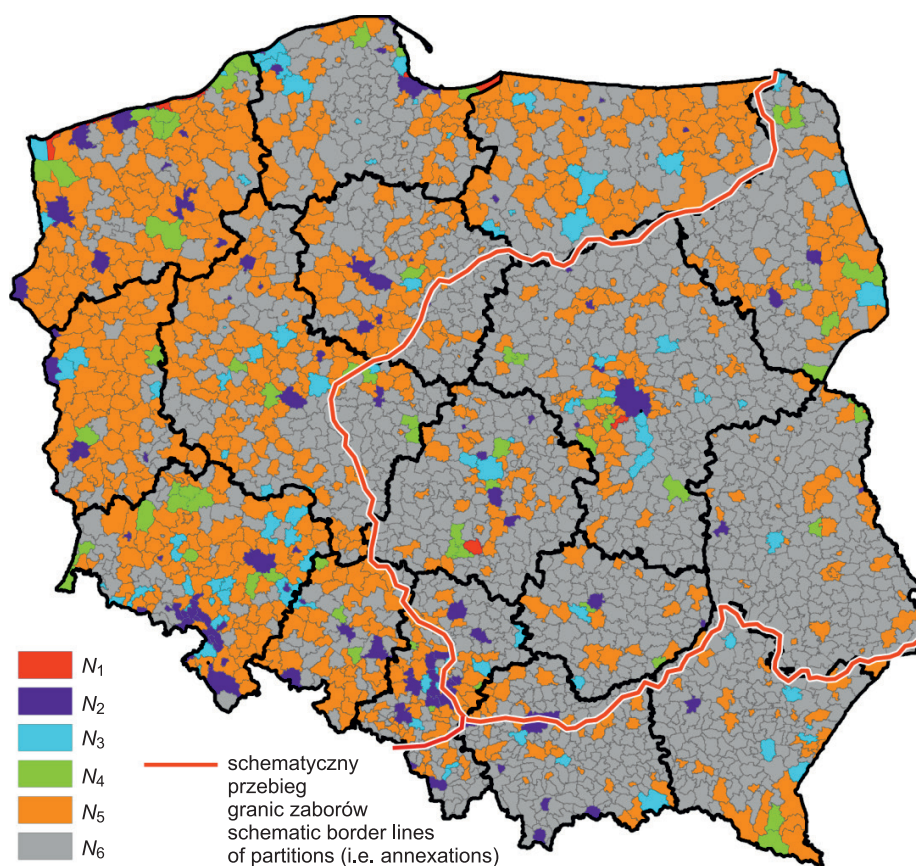 N1
N2
N3
N4
N5
N6
schematyczny
przebieg
granic zaborów
schematic border lines
of partitions (i.e. annexations)